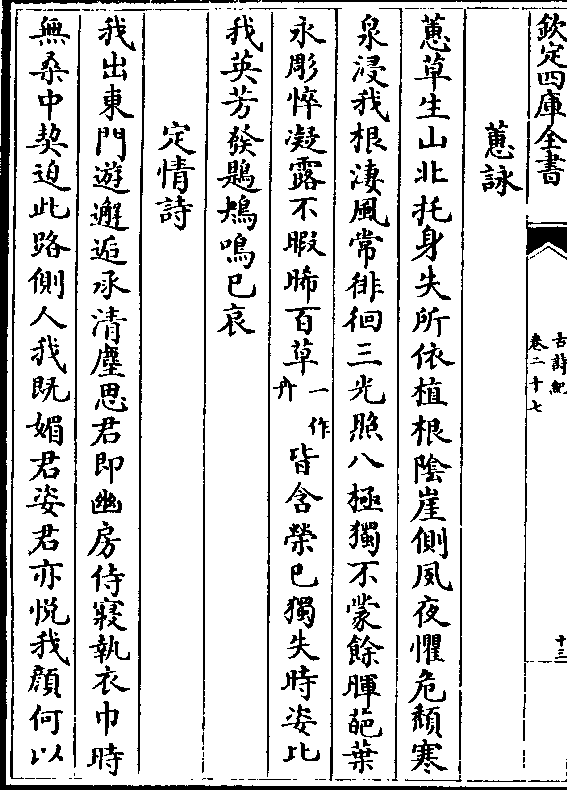 欽定四庫全書
古詩紀
卷二十七
十三
蕙詠
蕙草生山北托身失所依植根陰崖側夙夜懼危頹寒
泉浸我根淒風常徘徊三光照八極獨不蒙餘暉葩葉
永彫悴凝露不暇晞百草一作卉皆含榮已獨失時姿比
我英芳發鶗鴂鳴已哀
定情詩
我出東門遊邂逅承清塵思君即幽房侍寢執衣巾時
無桑中契迫此路側人我既媚君姿君亦悅我顏何以